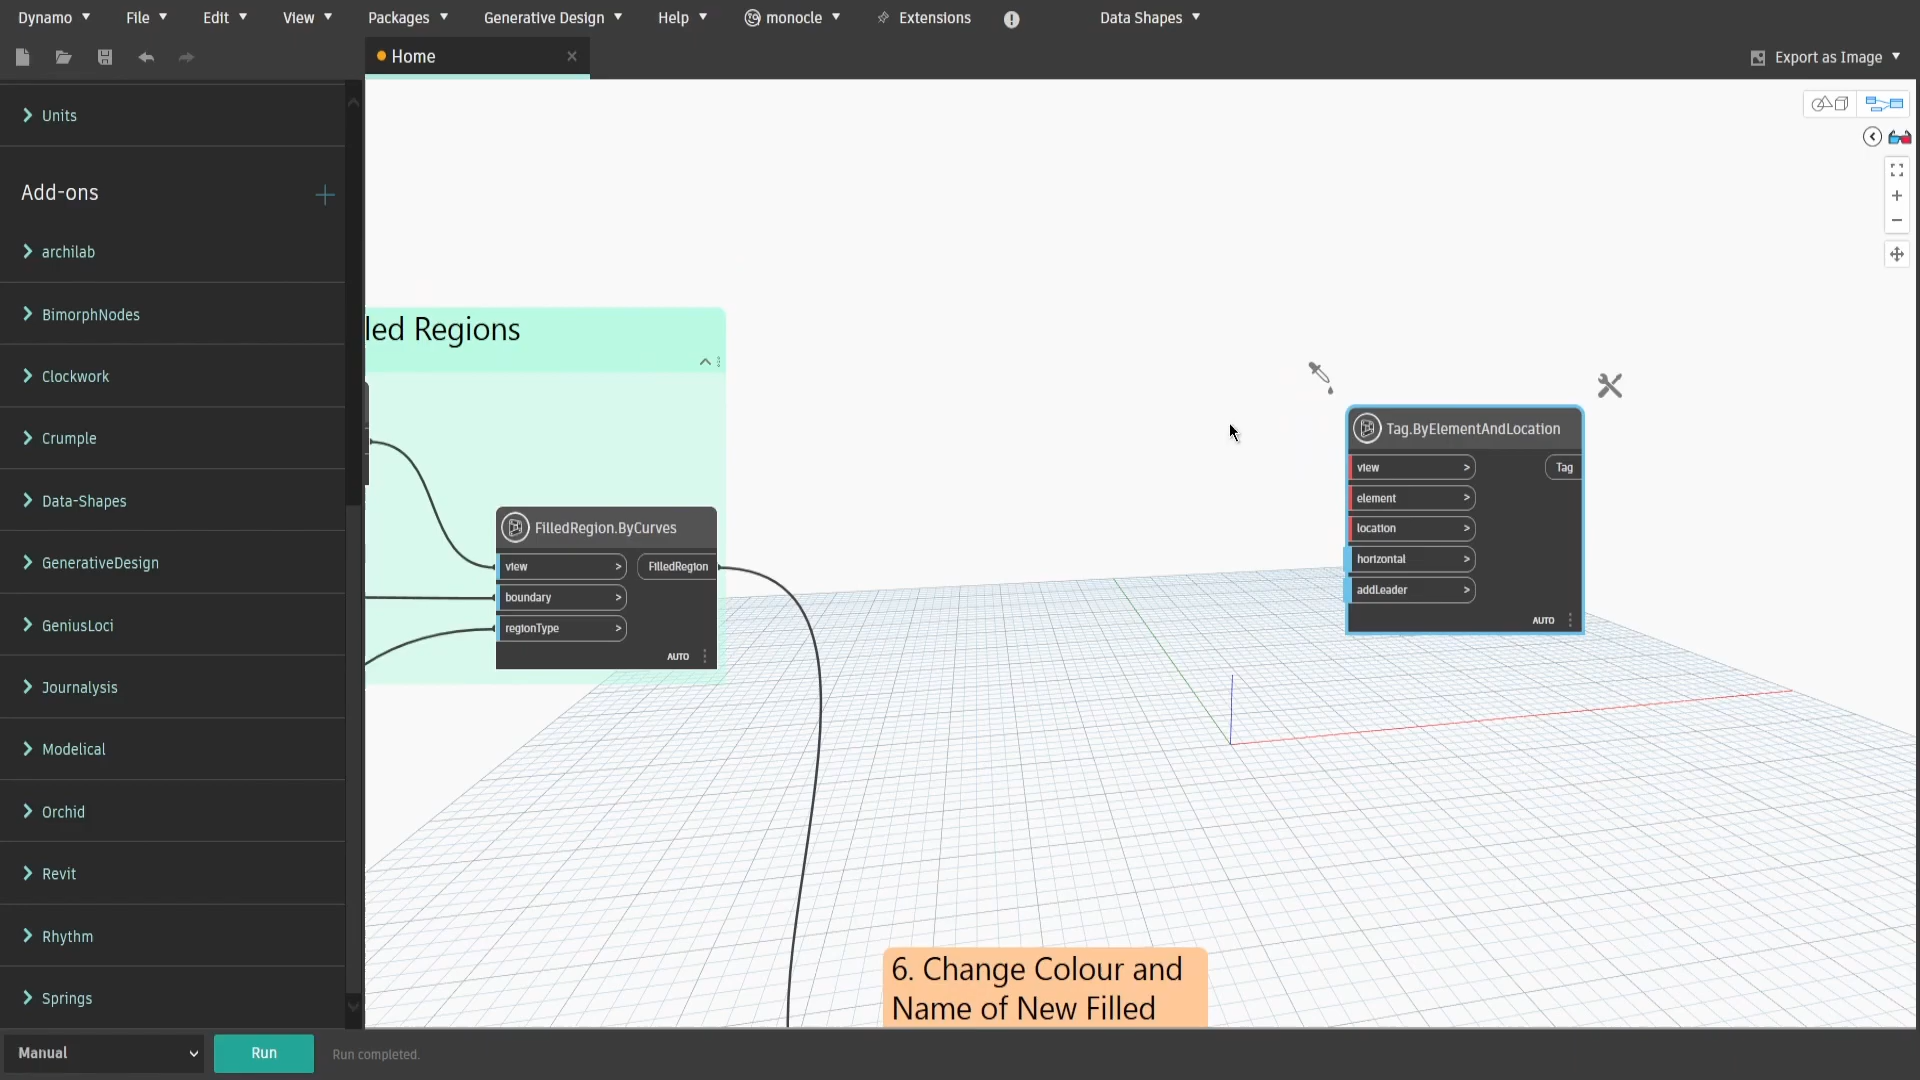 Dynamo File Edit View Packages Generative Design Help monocle Extensions Data Shapes
Home
Export as Image
Units
Add-ons
archilab
BimorphNodes
Clockwork
Crumple
Data-Shapes
GenerativeDesign
GeniusLoci
Journalysis
Modelical
Orchid
Revit
Rhythm
Springs
led Regions
FilledRegion.ByCurves
view > FilledRegion
boundary >
regionType >
AUTO
Tag.ByElementAndLocation
view > Tag
element >
location >
horizontal >
addLeader >
AUTO
6. Change Colour and
Name of New Filled
Manual Run Run completed.